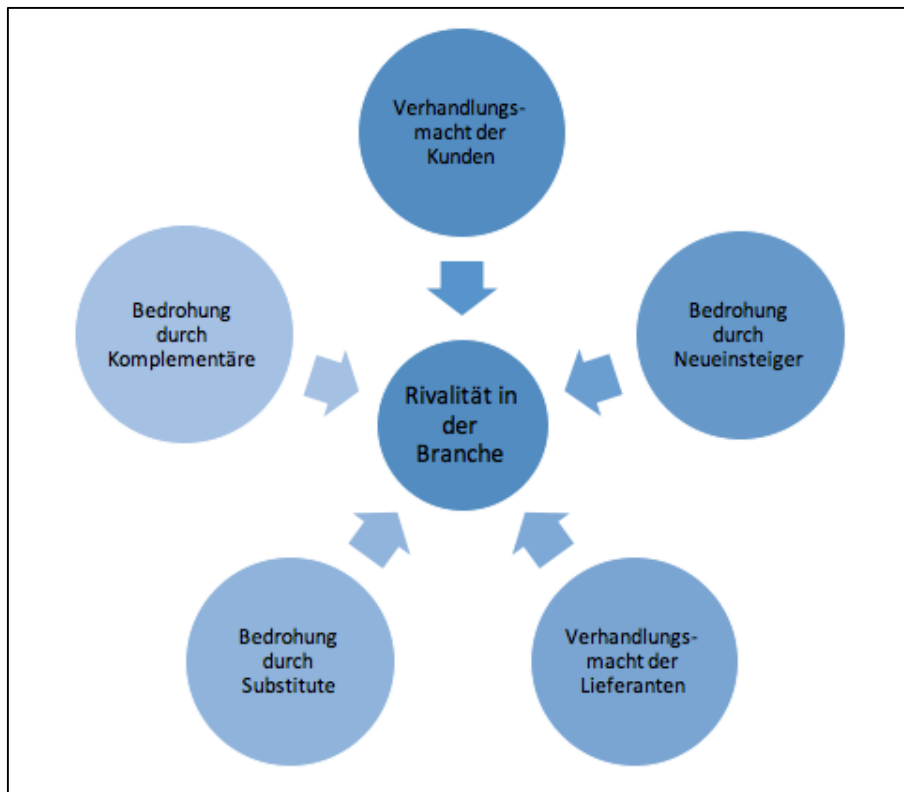 Verhandlungs-
macht der
Kunden
Bedrohung
durch
Komplementäre
Bedrohung
durch
Neueinsteiger
Rivalität in
der
Branche
Bedrohung
durch
Substitute
Verhandlungs-
macht der
Lieferanten